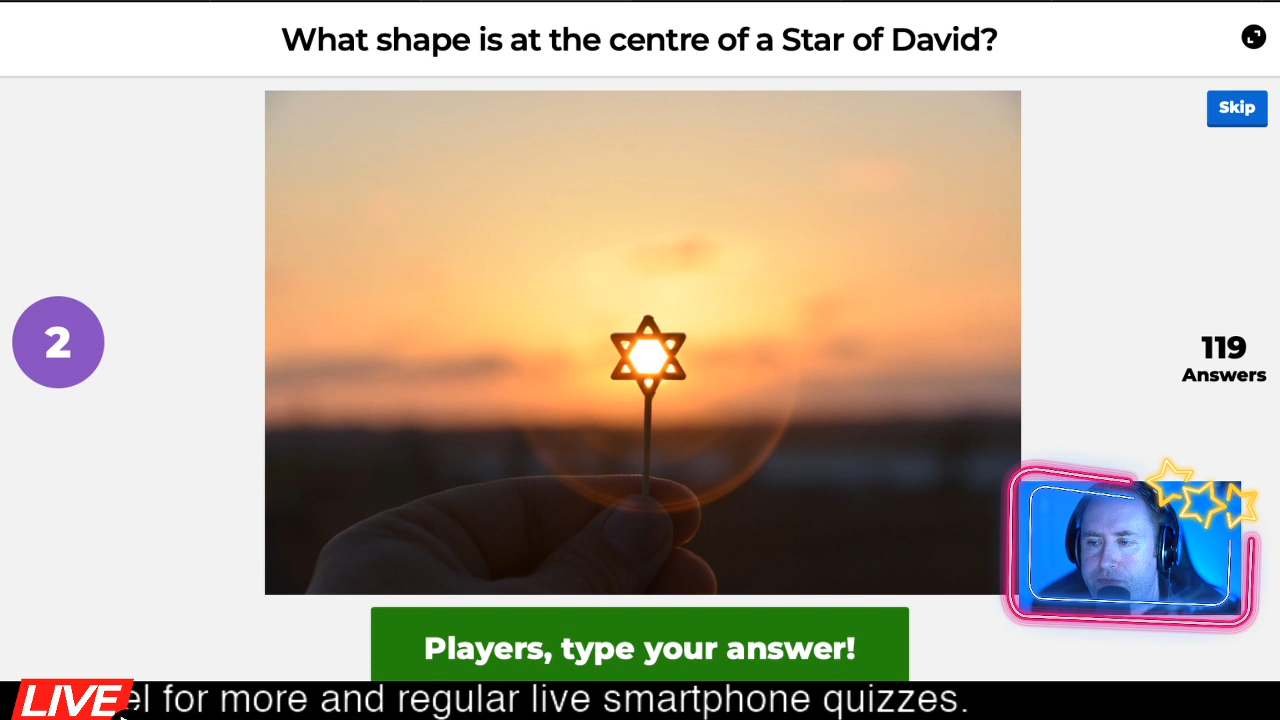 What shape is at the centre of a Star of David?
Skip
2
119
Answers
Players, type your answer!
LIVE
el for more and regular live smartphone quizzes.